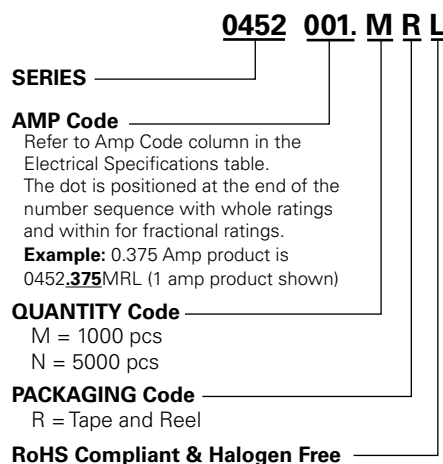 0452 001. M R L
SERIES
AMP Code
Refer to Amp Code column in the
Electrical Specifications table.
The dot is positioned at the end of the
number sequence with whole ratings
and within for fractional ratings.
Example: 0.375 Amp product is
0452.375MRL (1 amp product shown)
QUANTITY Code
M = 1000 pcs
N = 5000 pcs
PACKAGING Code
R = Tape and Reel
RoHS Compliant & Halogen Free